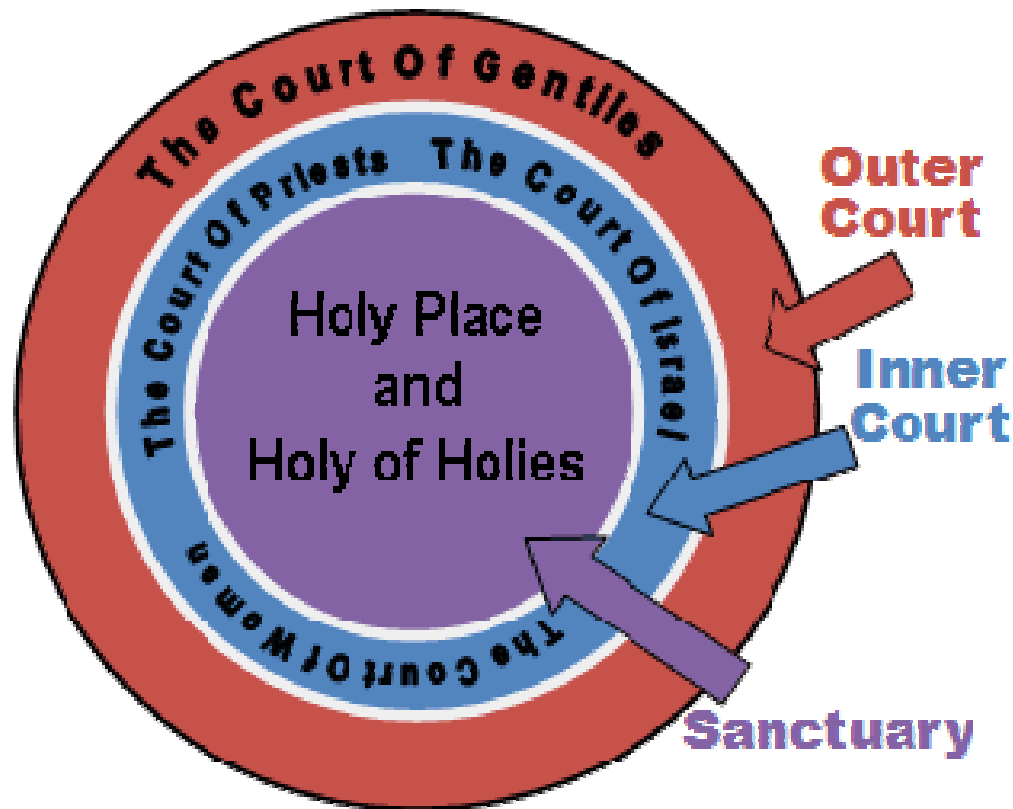 The Court Of Gentiles
The Court Of Priests
The Court Of Israel
The Court Of Women
Holy Place
and
Holy of Holies
Outer
Court
Inner
Court
Sanctuary